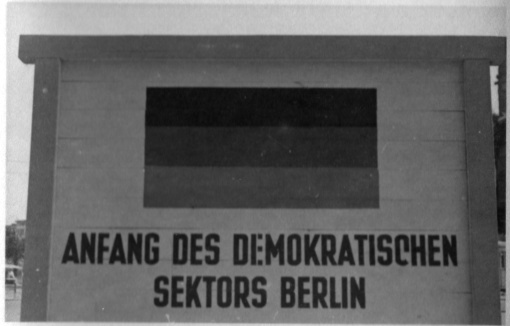 ANFANG DES DEMOKRATISCHEN
SEKTORS BERLIN